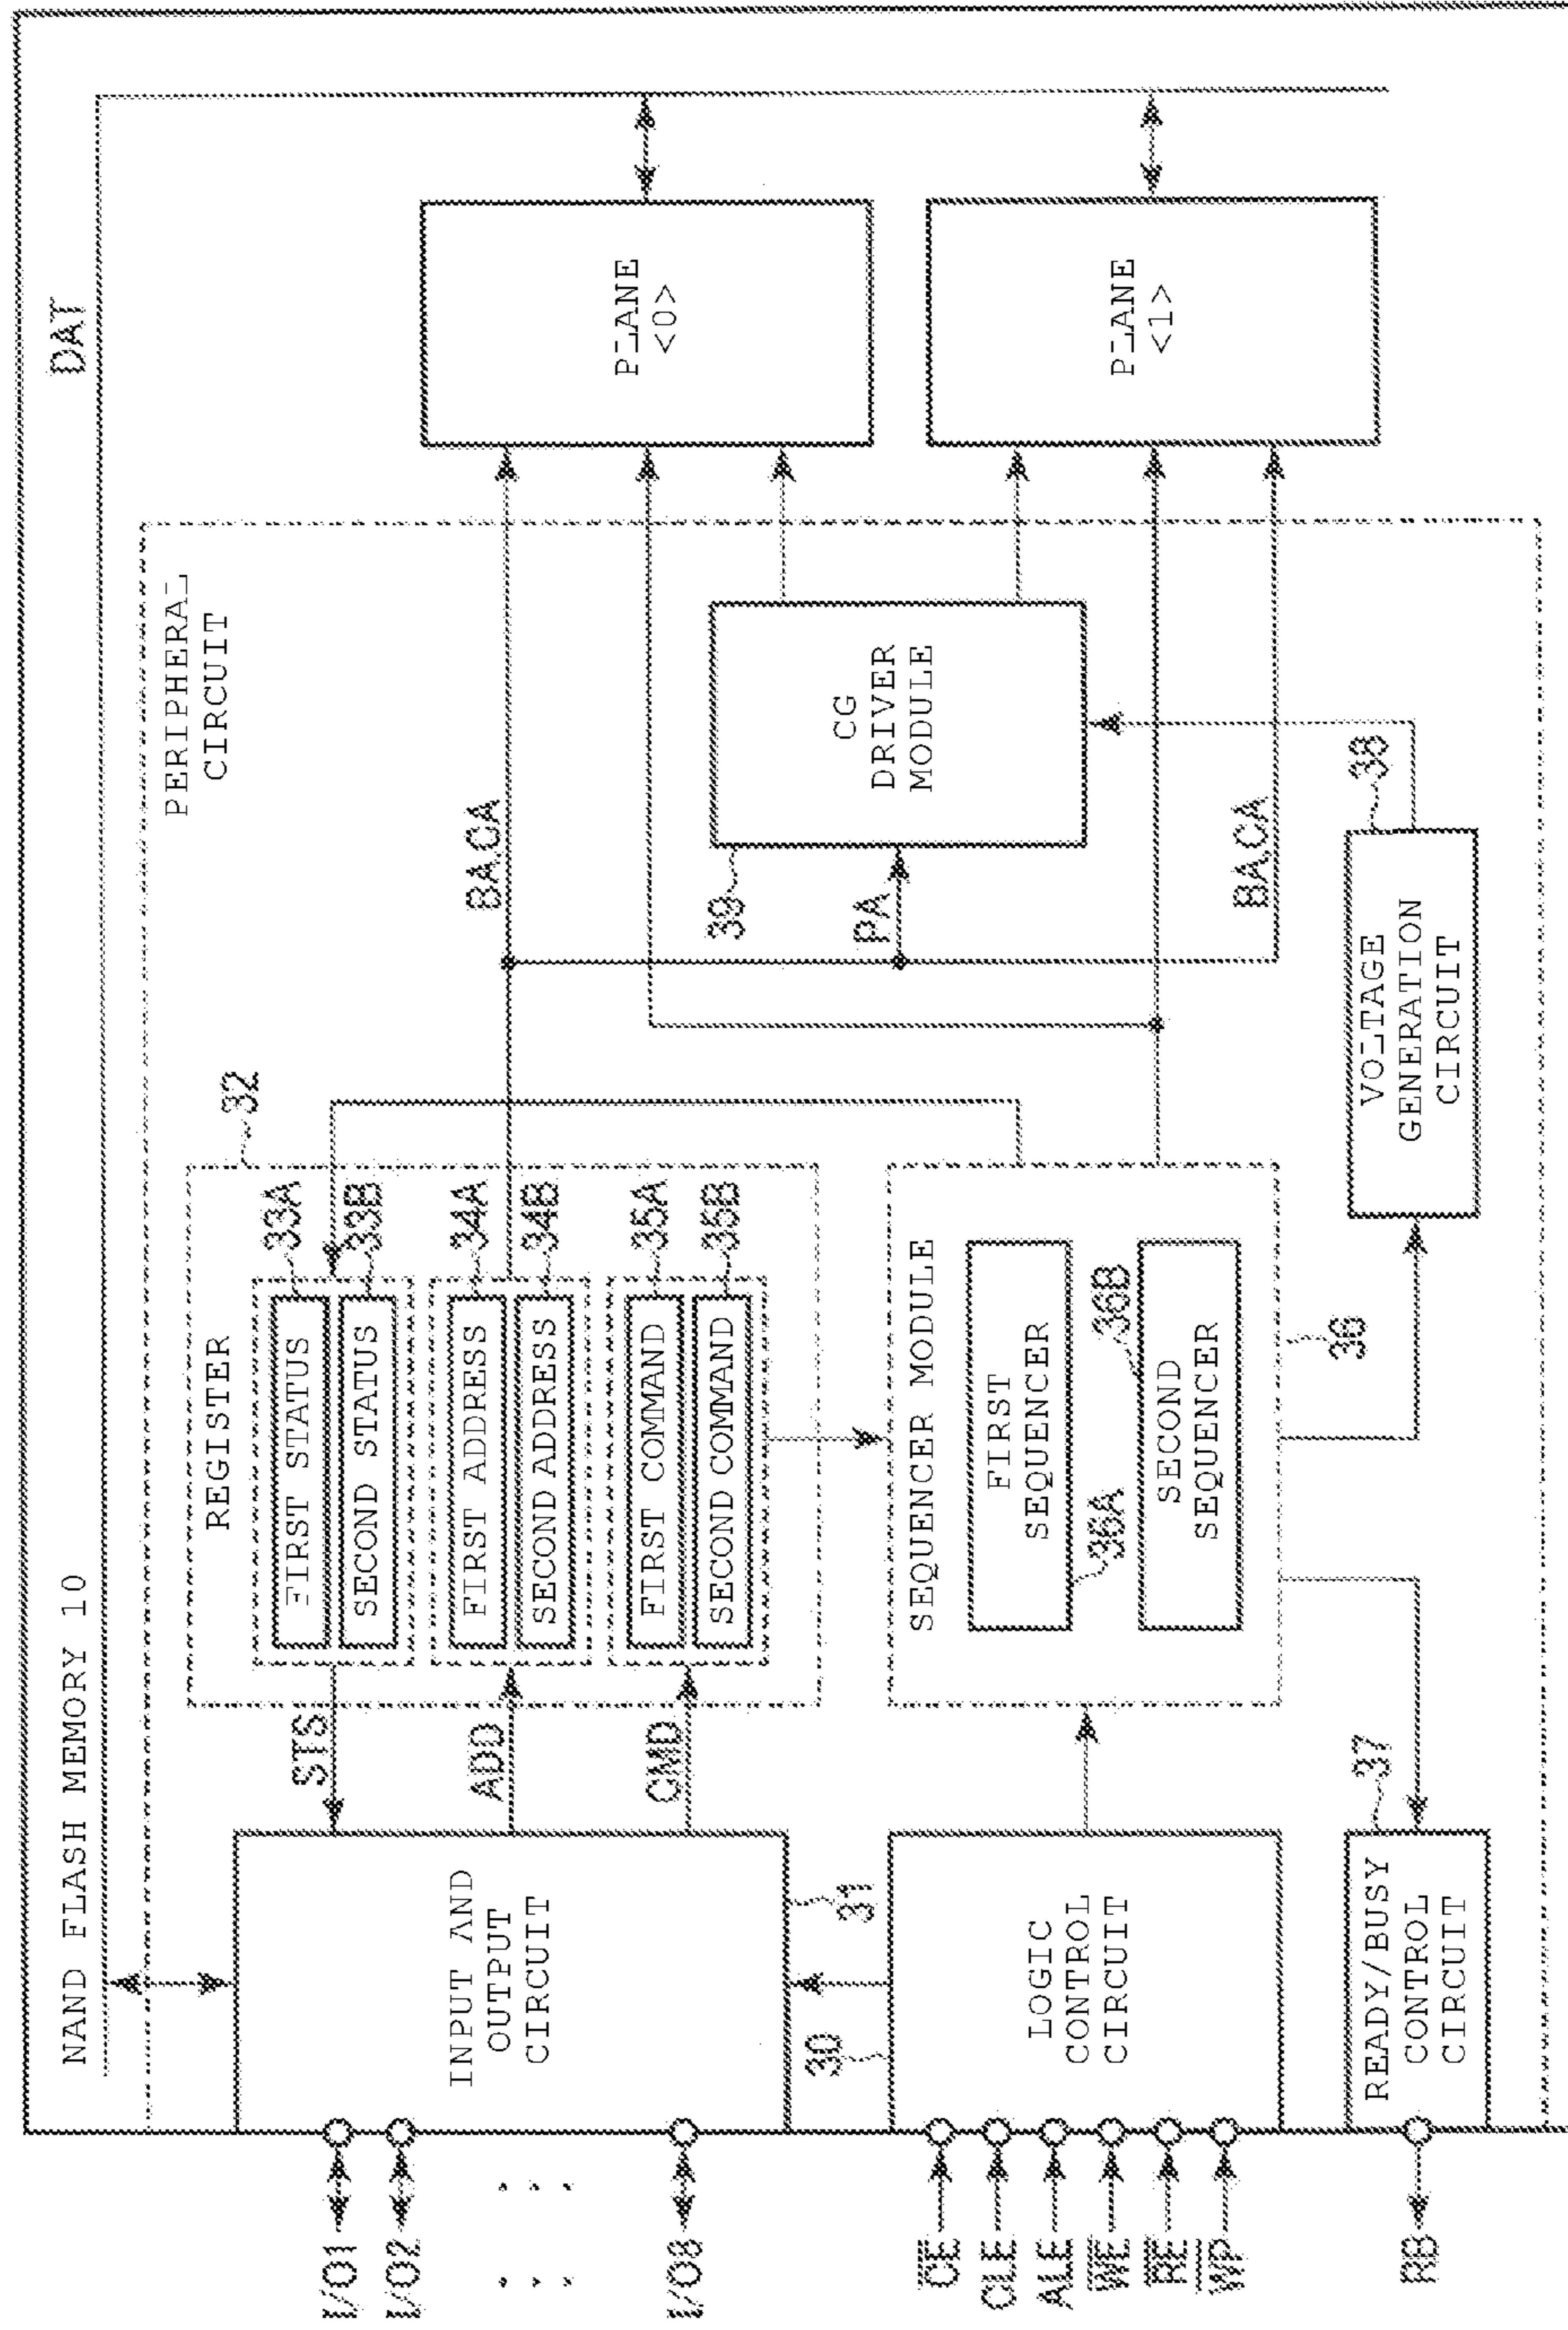 NAND FLASH MEMORY 10
DAT
PERIPHERAL
CIRCUIT
REGISTER
32
FIRST STATUS
33A
SECOND STATUS
33B
FIRST ADDRESS
34A
SECOND ADDRESS
34B
FIRST COMMAND
35A
SECOND COMMAND
35B
STS
ADD
CMD
INPUT AND
OUTPUT
CIRCUIT
31
I/O1
I/O2
I/O8
BACA
PLANE
<0>
39
PA
CG
DRIVER
MODULE
PLANE
<1>
BACA
30
LOGIC
CONTROL
CIRCUIT
CE
CLE
ALE
WE
RE
WP
SEQUENCER MODULE
FIRST
SEQUENCER
36A
36B
SECOND
SEQUENCER
36
37
READY/BUSY
CONTROL
CIRCUIT
RB
38
VOLTAGE
GENERATION
CIRCUIT